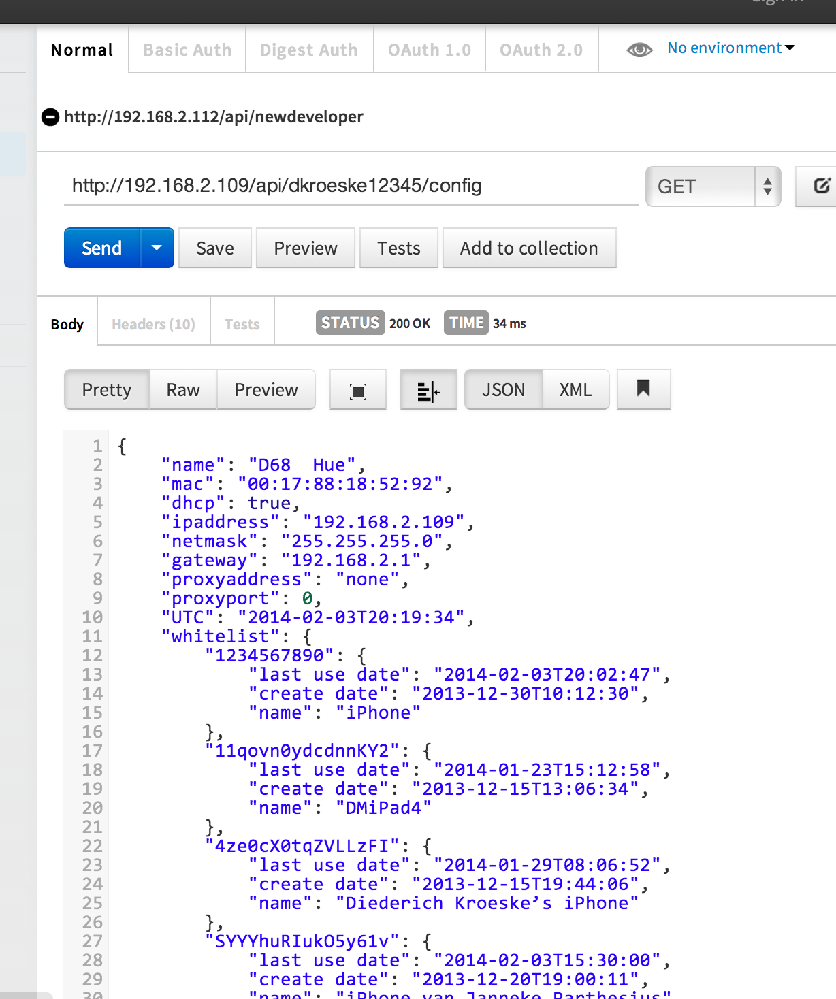 Sign in
Normal Basic Auth Digest Auth OAuth 1.0 OAuth 2.0 No environment
http://192.168.2.112/api/newdeveloper
http://192.168.2.109/api/dkroeske12345/config GET
Send Save Preview Tests Add to collection
Body Headers (10) Tests STATUS 200 OK TIME 34 ms
Pretty Raw Preview JSON XML
1 {
2 "name": "D68  Hue",
3 "mac": "00:17:88:18:52:92",
4 "dhcp": true,
5 "ipaddress": "192.168.2.109",
6 "netmask": "255.255.255.0",
7 "gateway": "192.168.2.1",
8 "proxyaddress": "none",
9 "proxyport": 0,
10 "UTC": "2014-02-03T20:19:34",
11 "whitelist": {
12 "1234567890": {
13 "last use date": "2014-02-03T20:02:47",
14 "create date": "2013-12-30T10:12:30",
15 "name": "iPhone"
16 },
17 "11qovn0ydcdnnKY2": {
18 "last use date": "2014-01-23T15:12:58",
19 "create date": "2013-12-15T13:06:34",
20 "name": "DMiPad4"
21 },
22 "4ze0cX0tqZVLLzFI": {
23 "last use date": "2014-01-29T08:06:52",
24 "create date": "2013-12-15T19:44:06",
25 "name": "Diederich Kroeske’s iPhone"
26 },
27 "SYYYhuRIukO5y61v": {
28 "last use date": "2014-02-03T15:30:00",
29 "create date": "2013-12-20T19:00:11",
30 "name": "iPhone van Janneke Parthesius"